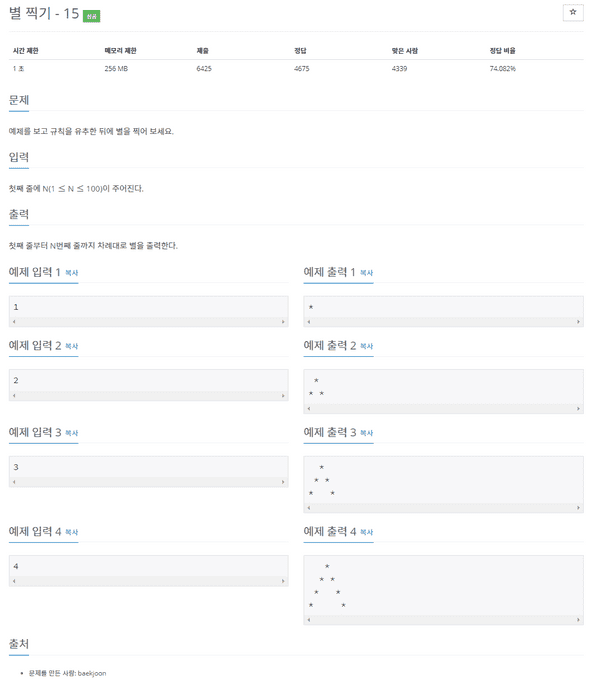 별 찍기 - 15 성공
☆
시간 제한 메모리 제한 제출 정답 맞은 사람 정답 비율
1 초 256 MB 6425 4675 4339 74.082%
문제
예제를 보고 규칙을 유추한 뒤에 별을 찍어 보세요.
입력
첫째 줄에 N(1 ≤ N ≤ 100)이 주어진다.
출력
첫째 줄부터 N번째 줄까지 차례대로 별을 출력한다.
예제 입력 1 복사
1
예제 출력 1 복사
*
예제 입력 2 복사
2
예제 출력 2 복사
 *
* *
예제 입력 3 복사
3
예제 출력 3 복사
  *
 * *
*   *
예제 입력 4 복사
4
예제 출력 4 복사
   *
  * *
 *   *
*     *
출처
• 문제를 만든 사람: baekjoon